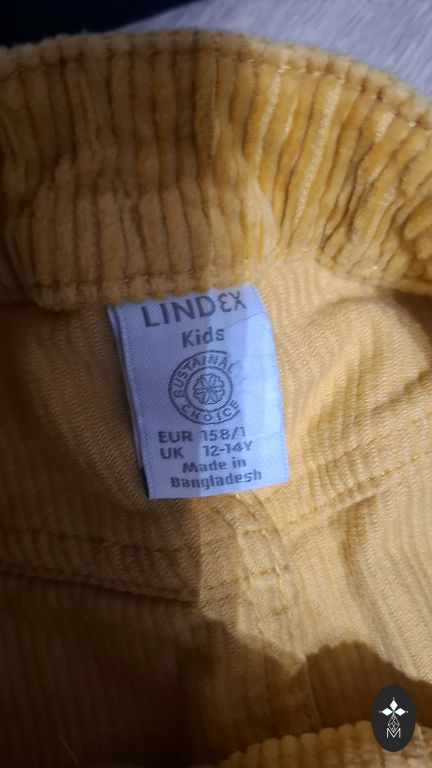 LINDEX
Kids
SUSTAINABLE CHOICE
EUR 158/1
UK 12-14Y
Made in
Bangladesh
M